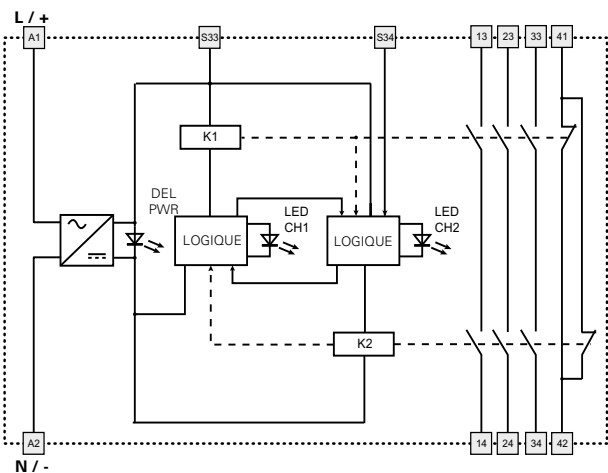 L / +
A1
S33
S34
13
23
33
41
K1
DEL
PWR
LOGIQUE
LED
CH1
LOGIQUE
LED
CH2
K2
A2
14
24
34
42
N / -